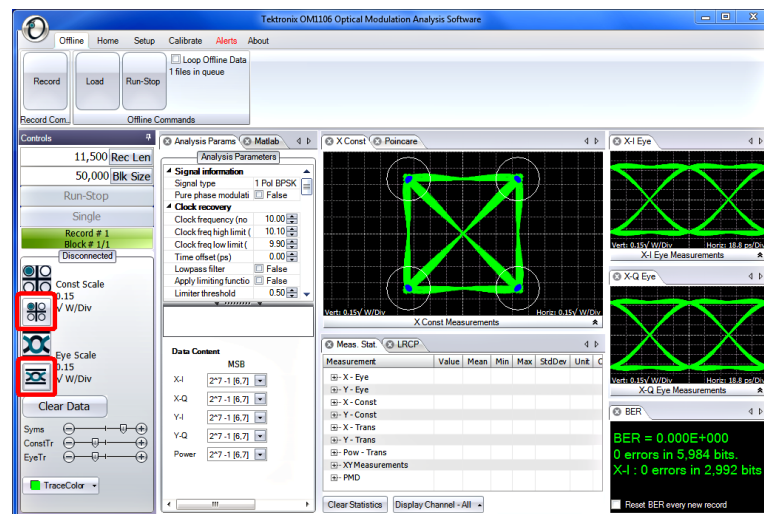 Tektronix OM1106 Optical Modulation Analysis Software
Offline Home Setup Calibrate Alerts About
Record
Load
Run-Stop
Loop Offline Data
1 files in queue
Record Com..
Offline Commands
Controls
11,500 Rec Len
50,000 Blk Size
Run-Stop
Single
Record # 1
Block # 1/1
Disconnected
Const Scale
0.15
√ W/Div
Eye Scale
√ W/Div
Clear Data
Syms
ConstTr
EyeTr
TraceColor
Analysis Params Matlab
Analysis Parameters
Signal information
Signal type 1 Pol BPSK
Pure phase modulati False
Clock recovery
Clock frequency (no 10.00
Clock freq high limit ( 10.10
Clock freq low limit ( 9.90
Time offset (ps) 0.00
Lowpass filter False
Apply limiting functio False
Limiter threshold 0.50
Data Content
MSB
X-I 2^7 -1 [6,7]
X-Q 2^7 -1 [6,7]
Y-I 2^7 -1 [6,7]
Y-Q 2^7 -1 [6,7]
Power 2^7 -1 [6,7]
X Const Poincare
Vert: 0.15√ W/Div Horiz: 0.15√ W/Div
X Const Measurements
Meas. Stat. LRCP
Measurement Value Mean Min Max StdDev Unit C
X - Eye
Y - Eye
X - Const
Y - Const
X - Trans
Y - Trans
Pow - Trans
XY Measurements
PMD
Clear Statistics Display Channel - All
X-I Eye
Vert: 0.15√ W/Div Horiz: 18.8 ps/Div
X-I Eye Measurements
X-Q Eye
Vert: 0.15√ W/Div Horiz: 18.8 ps/Div
X-Q Eye Measurements
BER
BER = 0.000E+000
0 errors in 5,984 bits.
X-I : 0 errors in 2,992 bits
Reset BER every new record